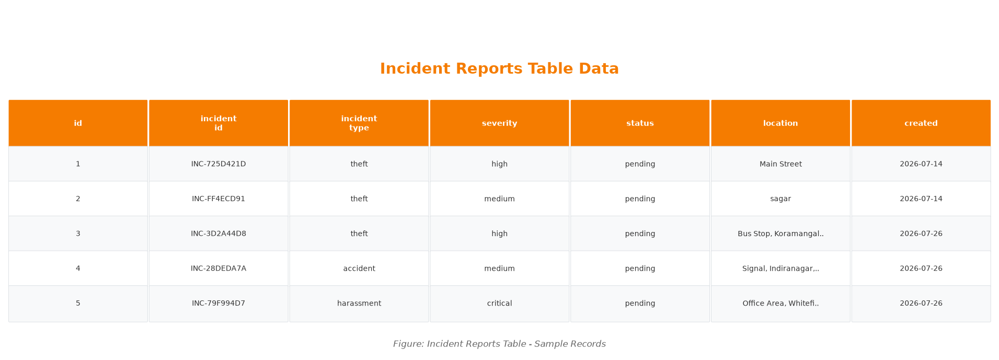 Incident Reports Table Data
id incident id incident type severity status location created
1 INC-725D421D theft high pending Main Street 2026-07-14
2 INC-FF4ECD91 theft medium pending sagar 2026-07-14
3 INC-3D2A44D8 theft high pending Bus Stop, Koramangal.. 2026-07-26
4 INC-28DEDA7A accident medium pending Signal, Indiranagar,.. 2026-07-26
5 INC-79F994D7 harassment critical pending Office Area, Whitefi.. 2026-07-26
Figure: Incident Reports Table - Sample Records